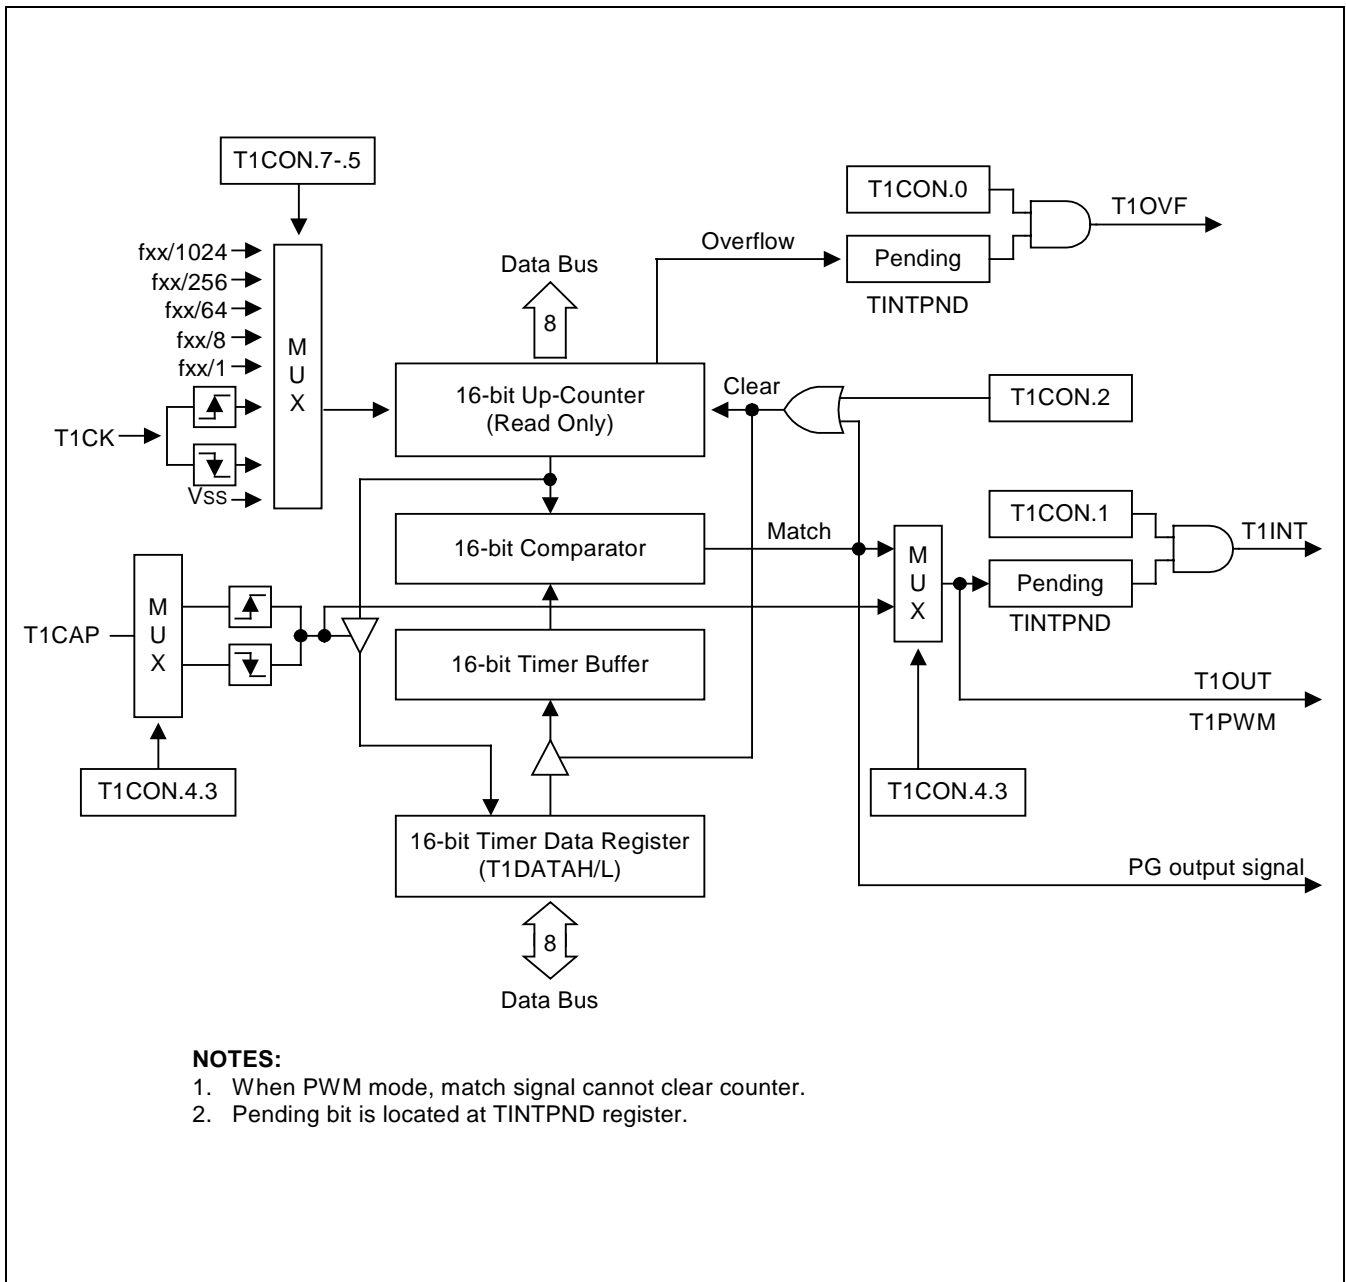 T1CON.7-.5
fxx/1024
fxx/256
fxx/64
fxx/8
fxx/1
T1CK
VSS
M
U
X
Data Bus
8
Overflow
T1CON.0
Pending
TINTPND
T1OVF
16-bit Up-Counter
(Read Only)
Clear
T1CON.2
16-bit Comparator
Match
M
U
X
T1CON.1
Pending
TINTPND
T1INT
T1CAP
M
U
X
T1CON.4.3
16-bit Timer Buffer
T1OUT
T1PWM
T1CON.4.3
16-bit Timer Data Register
(T1DATAH/L)
PG output signal
8
Data Bus
NOTES:
1. When PWM mode, match signal cannot clear counter.
2. Pending bit is located at TINTPND register.